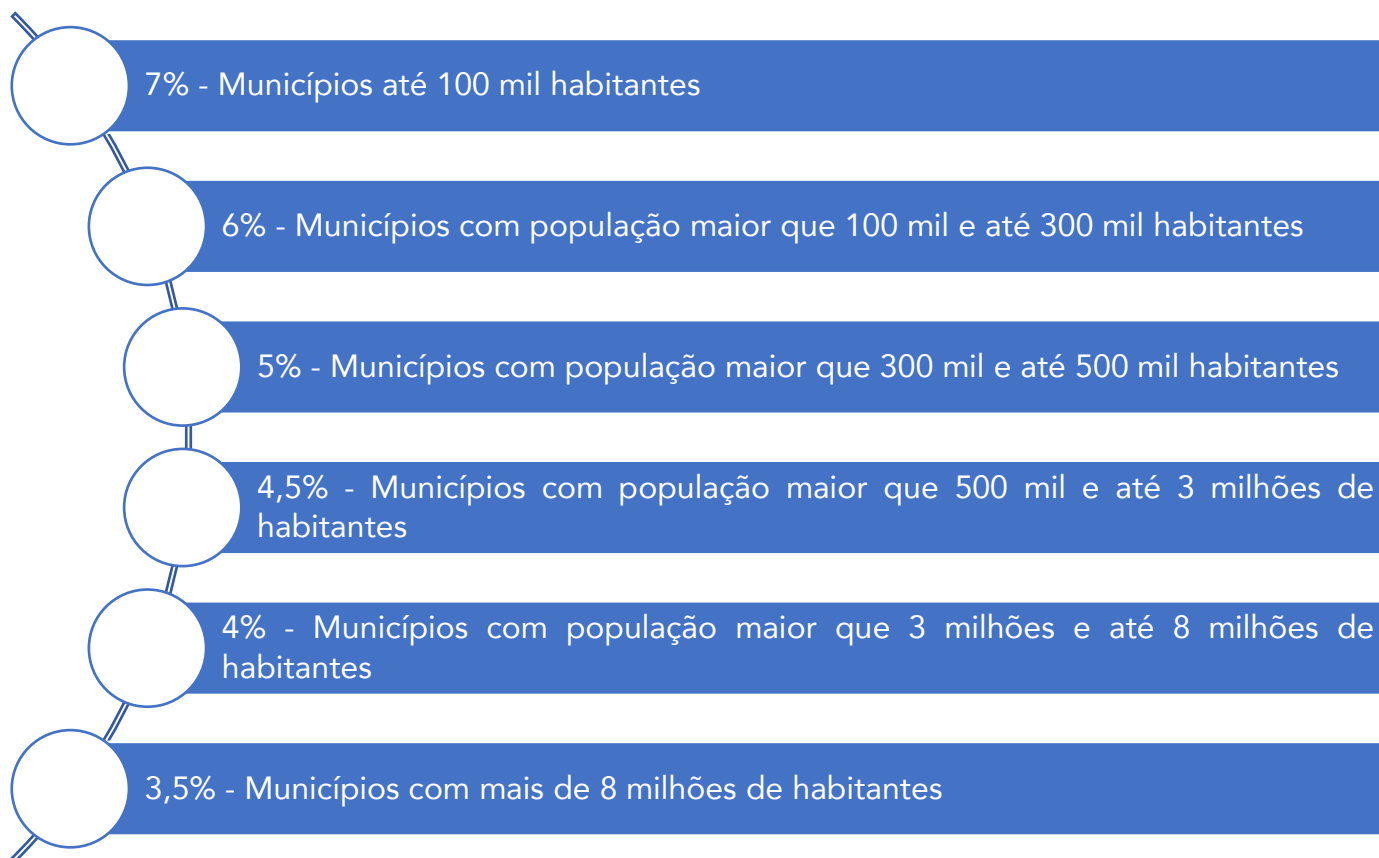 7% - Municípios até 100 mil habitantes
6% - Municípios com população maior que 100 mil e até 300 mil habitantes
5% - Municípios com população maior que 300 mil e até 500 mil habitantes
4,5% - Municípios com população maior que 500 mil e até 3 milhões de
habitantes
4% - Municípios com população maior que 3 milhões e até 8 milhões de
habitantes
3,5% - Municípios com mais de 8 milhões de habitantes